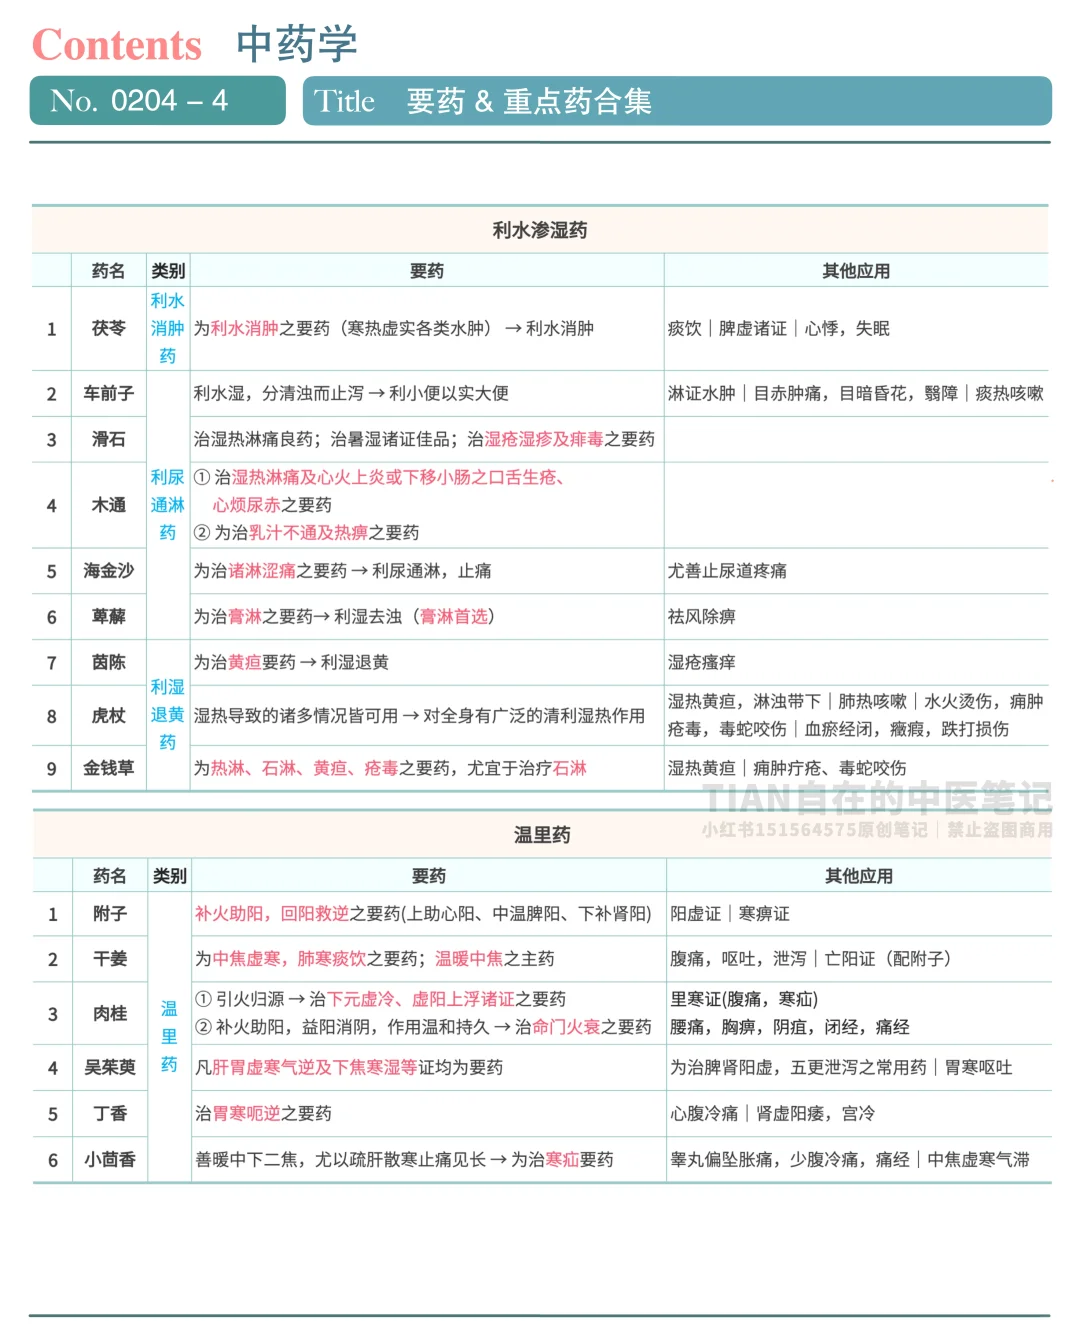 Contents 中药学
No. 0204 – 4 Title 要药 & 重点药合集
利水渗湿药
药名 类别 要药 其他应用
1 茯苓 利水消肿药 为利水消肿之要药（寒热虚实各类水肿） → 利水消肿 痰饮｜脾虚诸证｜心悸，失眠
2 车前子 利水湿，分清浊而止泻 → 利小便以实大便 淋证水肿｜目赤肿痛，目暗昏花，翳障｜痰热咳嗽
3 滑石 治湿热淋痛良药；治暑湿诸证佳品；治湿疮湿疹及痱毒之要药
利尿通淋药
4 木通 ① 治湿热淋痛及心火上炎或下移小肠之口舌生疮、
心烦尿赤之要药
② 为治乳汁不通及热痹之要药
5 海金沙 为治诸淋涩痛之要药 → 利尿通淋，止痛 尤善止尿道疼痛
6 萆薢 为治膏淋之要药→ 利湿去浊（膏淋首选） 祛风除痹
7 茵陈 为治黄疸要药 → 利湿退黄 湿疮瘙痒
利湿退黄药
8 虎杖 湿热导致的诸多情况皆可用 → 对全身有广泛的清利湿热作用 湿热黄疸，淋浊带下｜肺热咳嗽｜水火烫伤，痈肿
疮毒，毒蛇咬伤｜血瘀经闭，癥瘕，跌打损伤
9 金钱草 为热淋、石淋、黄疸、疮毒之要药，尤宜于治疗石淋 湿热黄疸｜痈肿疔疮、毒蛇咬伤
TIAN自在的中医笔记
小红书151564575原创笔记｜禁止盗图商用
温里药
药名 类别 要药 其他应用
1 附子 补火助阳，回阳救逆之要药(上助心阳、中温脾阳、下补肾阳) 阳虚证｜寒痹证
2 干姜 为中焦虚寒，肺寒痰饮之要药；温暖中焦之主药 腹痛，呕吐，泄泻｜亡阳证（配附子）
3 肉桂 温里药 ① 引火归源 → 治下元虚冷、虚阳上浮诸证之要药 里寒证(腹痛，寒疝)
② 补火助阳，益阳消阴，作用温和持久 → 治命门火衰之要药 腰痛，胸痹，阴疽，闭经，痛经
4 吴茱萸 凡肝胃虚寒气逆及下焦寒湿等证均为要药 为治脾肾阳虚，五更泄泻之常用药｜胃寒呕吐
5 丁香 治胃寒呃逆之要药 心腹冷痛｜肾虚阳痿，宫冷
6 小茴香 善暖中下二焦，尤以疏肝散寒止痛见长 → 为治寒疝要药 睾丸偏坠胀痛，少腹冷痛，痛经｜中焦虚寒气滞